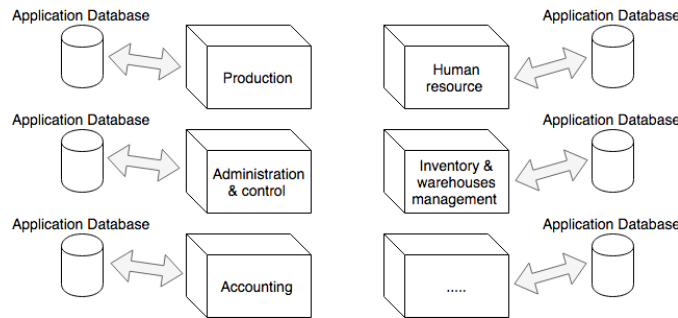 Application Database
Application Database
Production
Human
resource
Application Database
Application Database
Administration
& control
Inventory &
warehouses
management
Application Database
Application Database
Accounting
.....